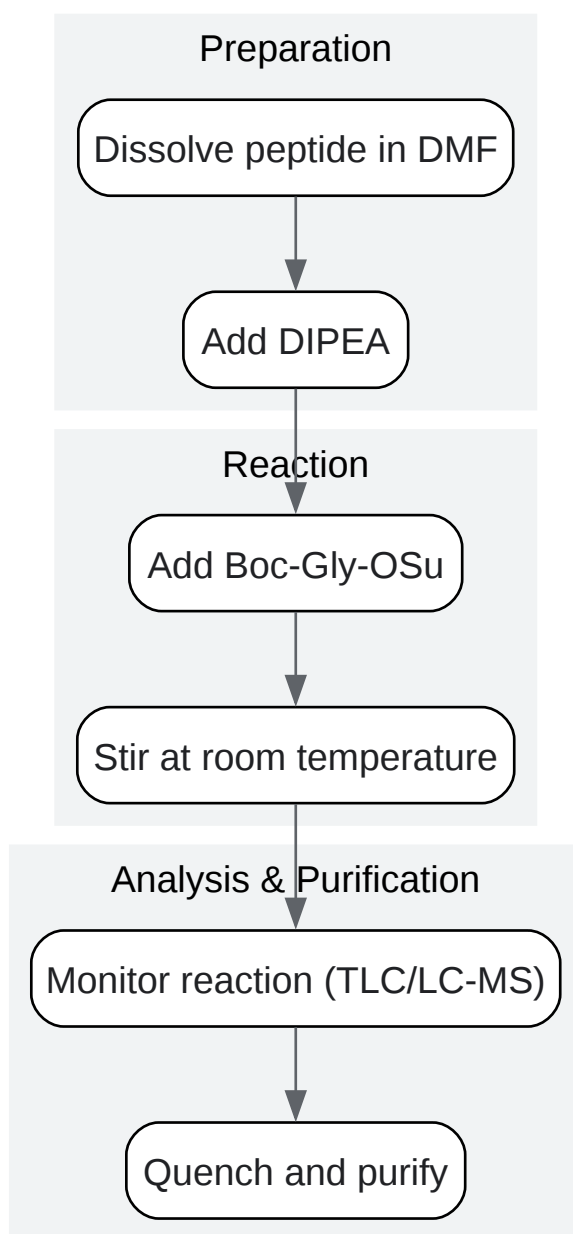 Preparation
Dissolve peptide in DMF
Add DIPEA
Reaction
Add Boc-Gly-OSu
Stir at room temperature
Analysis & Purification
Monitor reaction (TLC/LC-MS)
Quench and purify